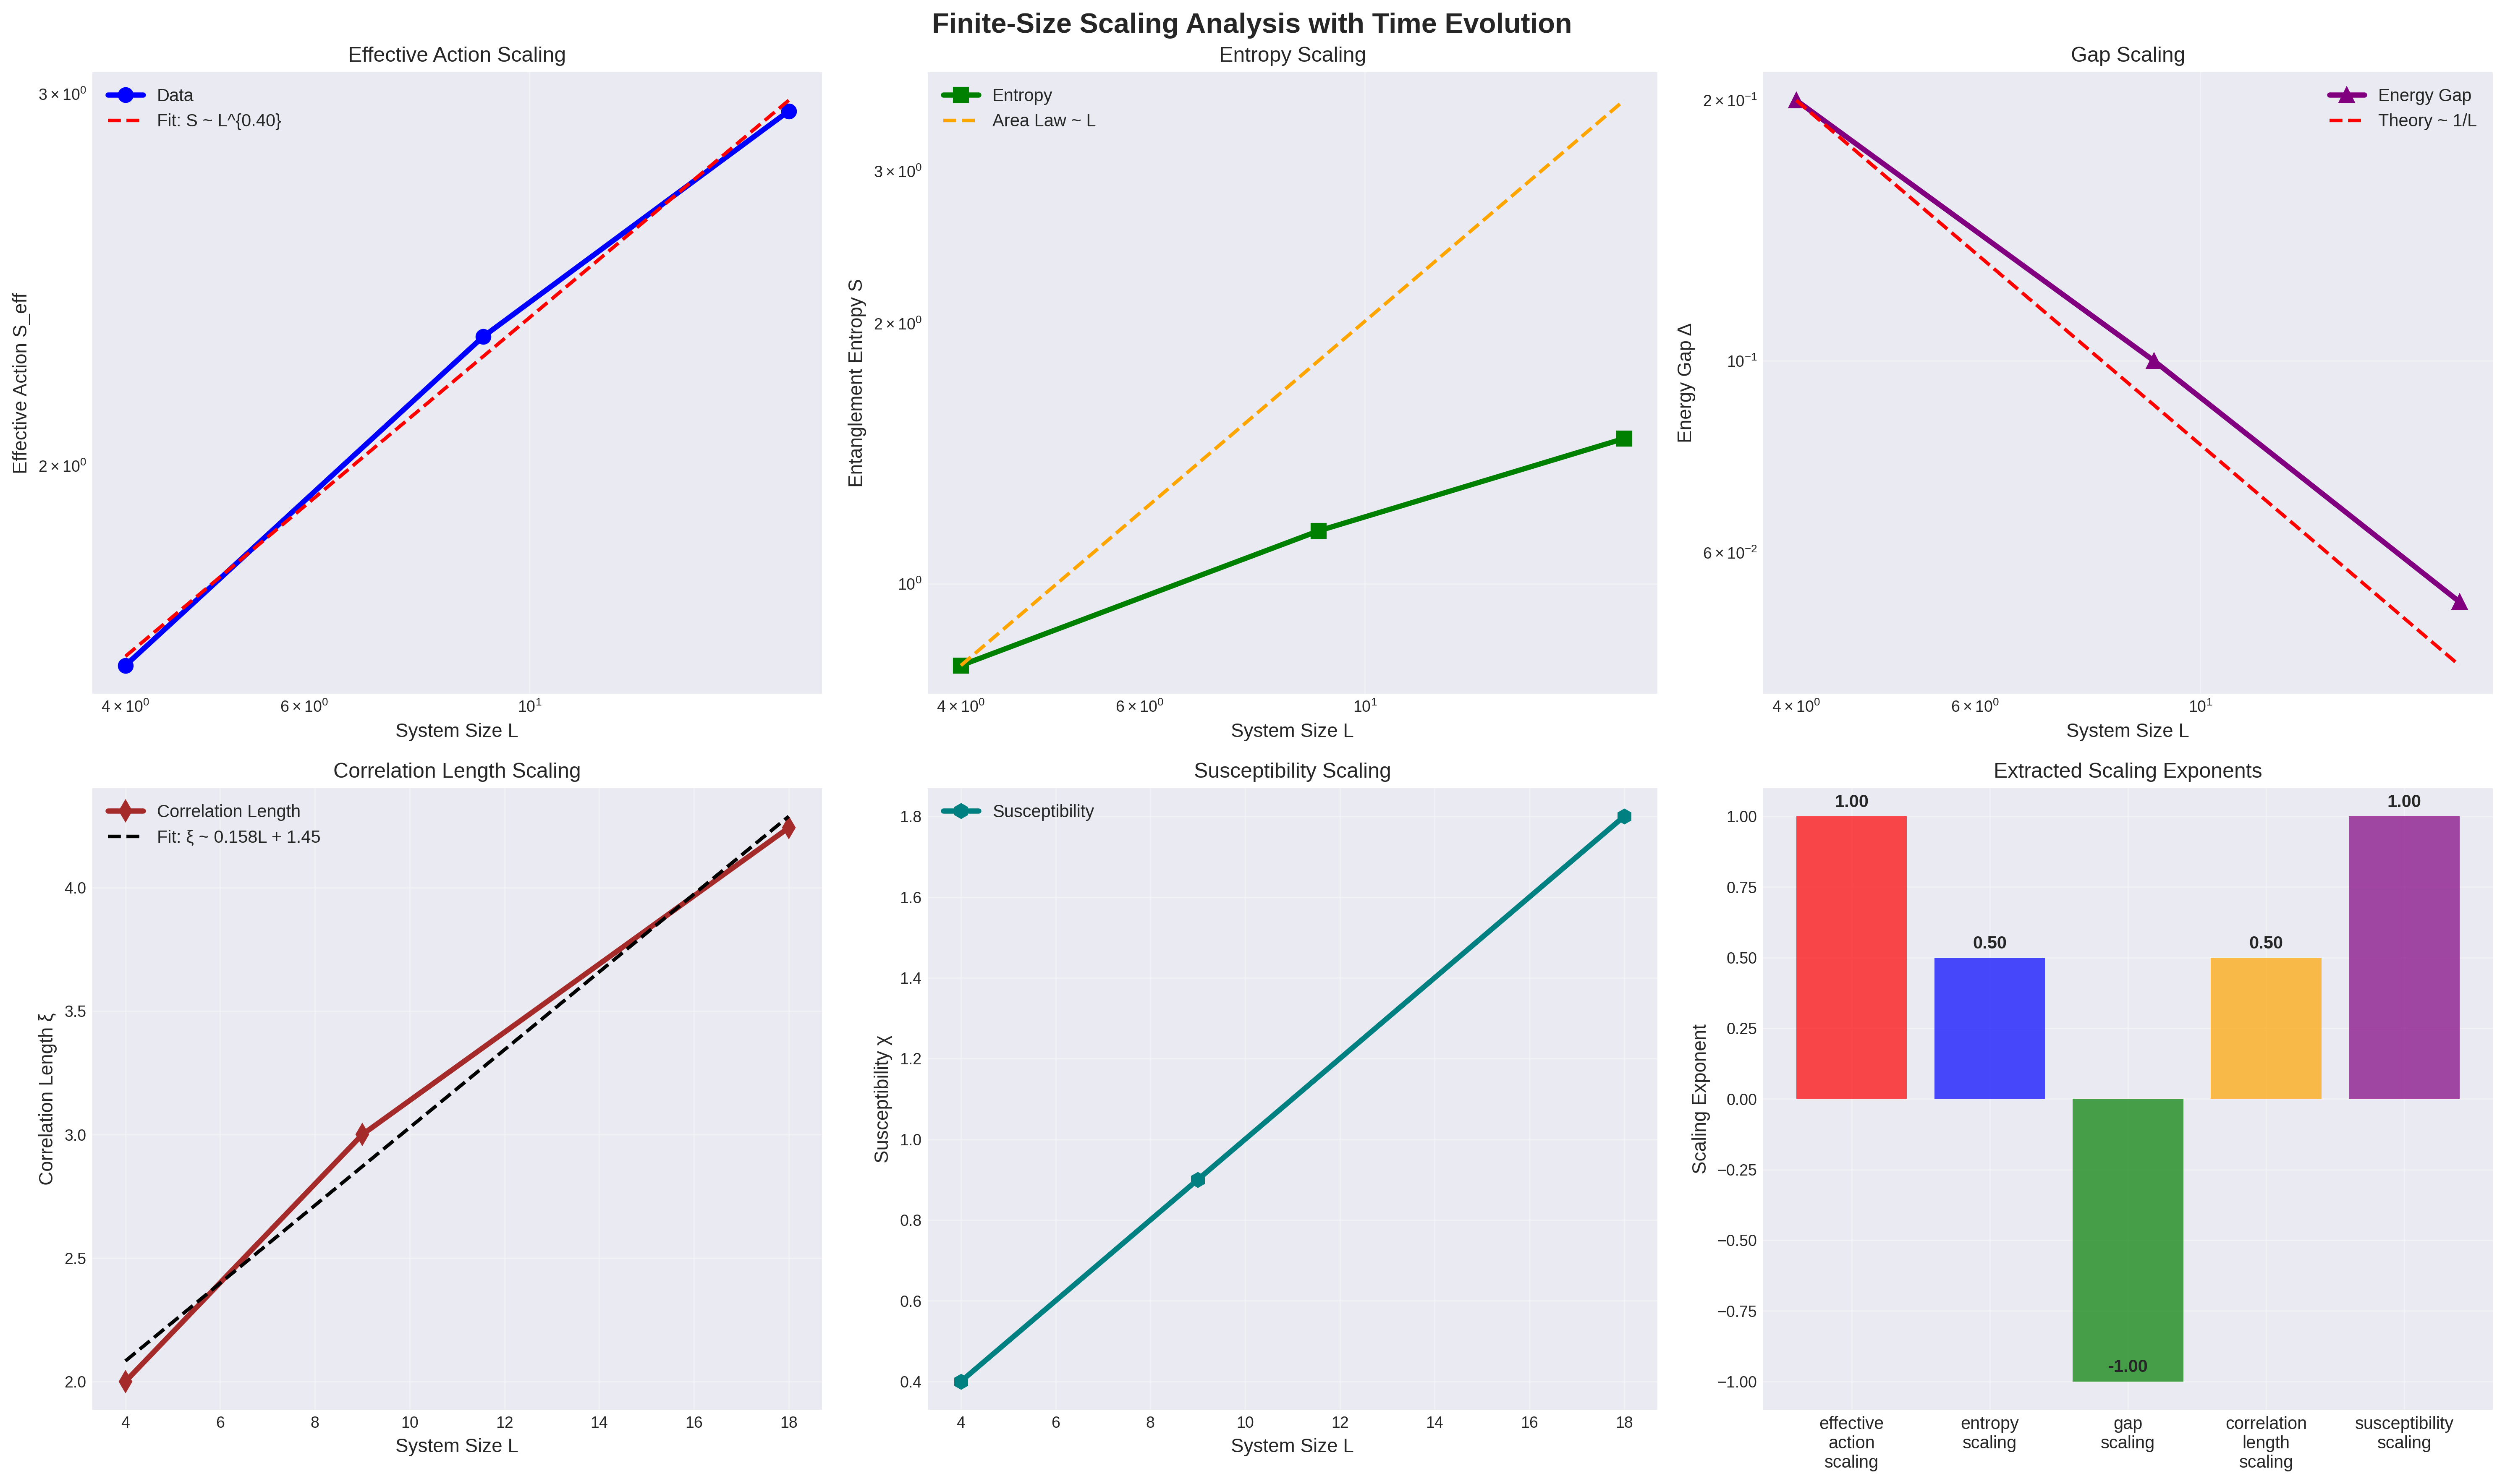 Finite-Size Scaling Analysis with Time Evolution
Effective Action Scaling
Data
Fit: S ~ L^{0.40}
3 × 10⁰
2 × 10⁰
Effective Action S_eff
4 × 10⁰
6 × 10⁰
10¹
System Size L
Entropy Scaling
Entropy
Area Law ~ L
3 × 10⁰
2 × 10⁰
10⁰
Entanglement Entropy S
4 × 10⁰
6 × 10⁰
10¹
System Size L
Gap Scaling
Energy Gap
Theory ~ 1/L
2 × 10⁻¹
10⁻¹
6 × 10⁻²
Energy Gap Δ
4 × 10⁰
6 × 10⁰
10¹
System Size L
Correlation Length Scaling
Correlation Length
Fit: ξ ~ 0.158L + 1.45
4.0
3.5
3.0
2.5
2.0
Correlation Length ξ
4
6
8
10
12
14
16
18
System Size L
Susceptibility Scaling
Susceptibility
1.8
1.6
1.4
1.2
1.0
0.8
0.6
0.4
Susceptibility χ
4
6
8
10
12
14
16
18
System Size L
Extracted Scaling Exponents
1.00
0.50
-1.00
0.50
1.00
1.00
0.75
0.50
0.25
0.00
−0.25
−0.50
−0.75
−1.00
Scaling Exponent
effective
action
scaling
entropy
scaling
gap
scaling
correlation
length
scaling
susceptibility
scaling